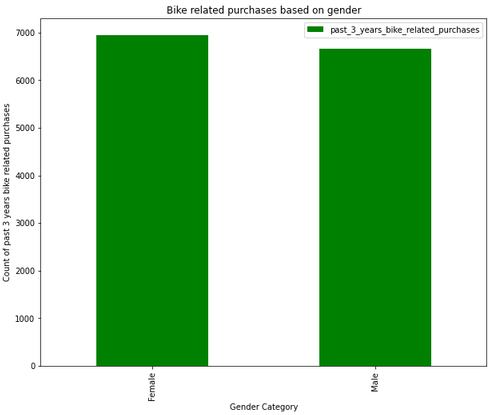 Bike related purchases based on gender
past_3_years_bike_related_purchases
Count of past 3 years bike related purchases
7000
6000
5000
4000
3000
2000
1000
0
Female
Male
Gender Category